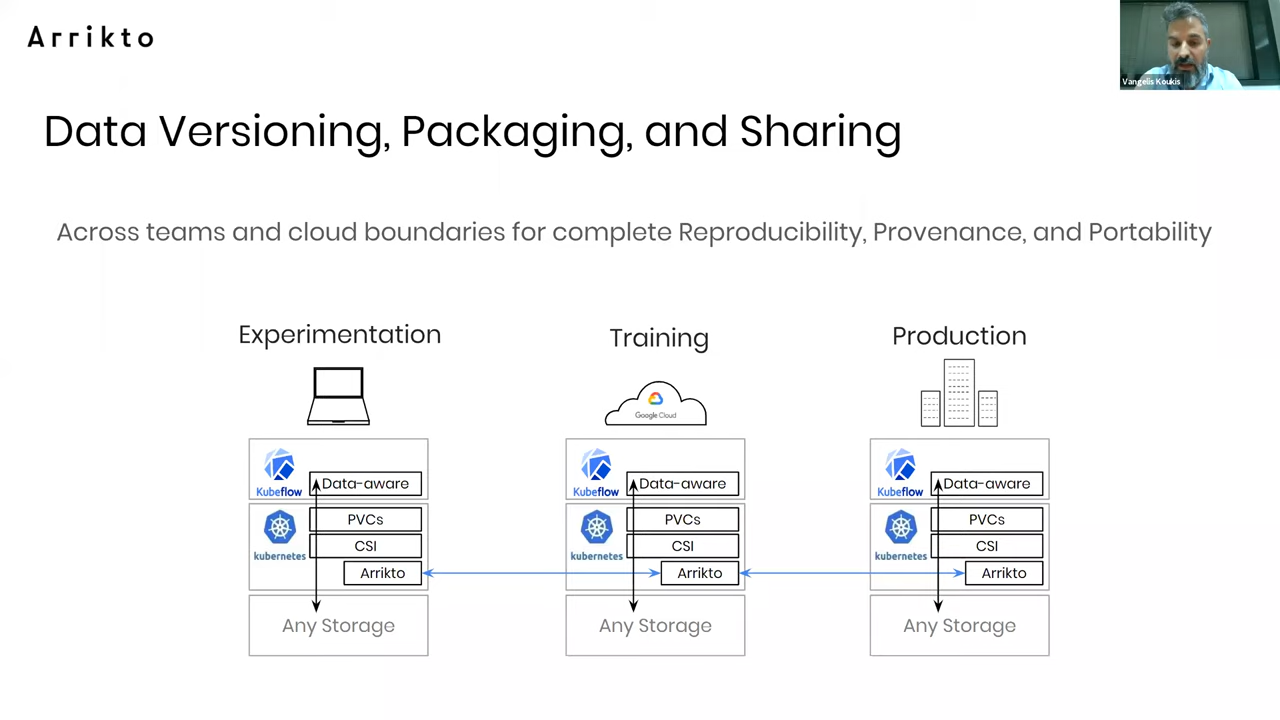 Arrikto
Vangelis Koukis
Data Versioning, Packaging, and Sharing
Across teams and cloud boundaries for complete Reproducibility, Provenance, and Portability
Experimentation
Training
Production
Google Cloud
Kubeflow
Data-aware
kubernetes
PVCs
CSI
Arrikto
Any Storage
Kubeflow
Data-aware
kubernetes
PVCs
CSI
Arrikto
Any Storage
Kubeflow
Data-aware
kubernetes
PVCs
CSI
Arrikto
Any Storage